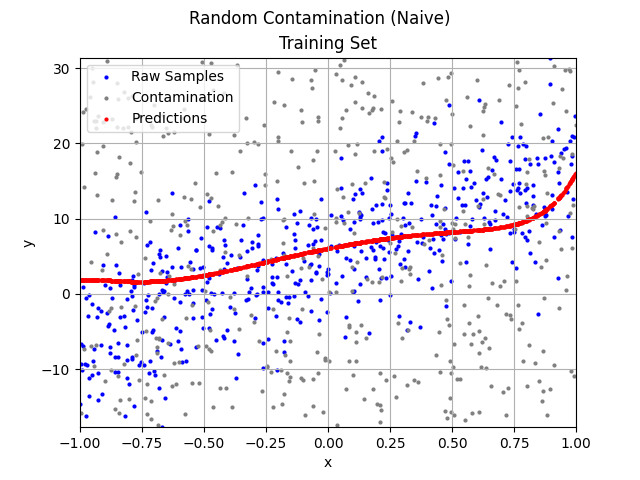 Random Contamination (Naive)
Training Set
Raw Samples
Contamination
Predictions
30
20
10
0
−10
y
−1.00 −0.75 −0.50 −0.25 0.00 0.25 0.50 0.75 1.00
x